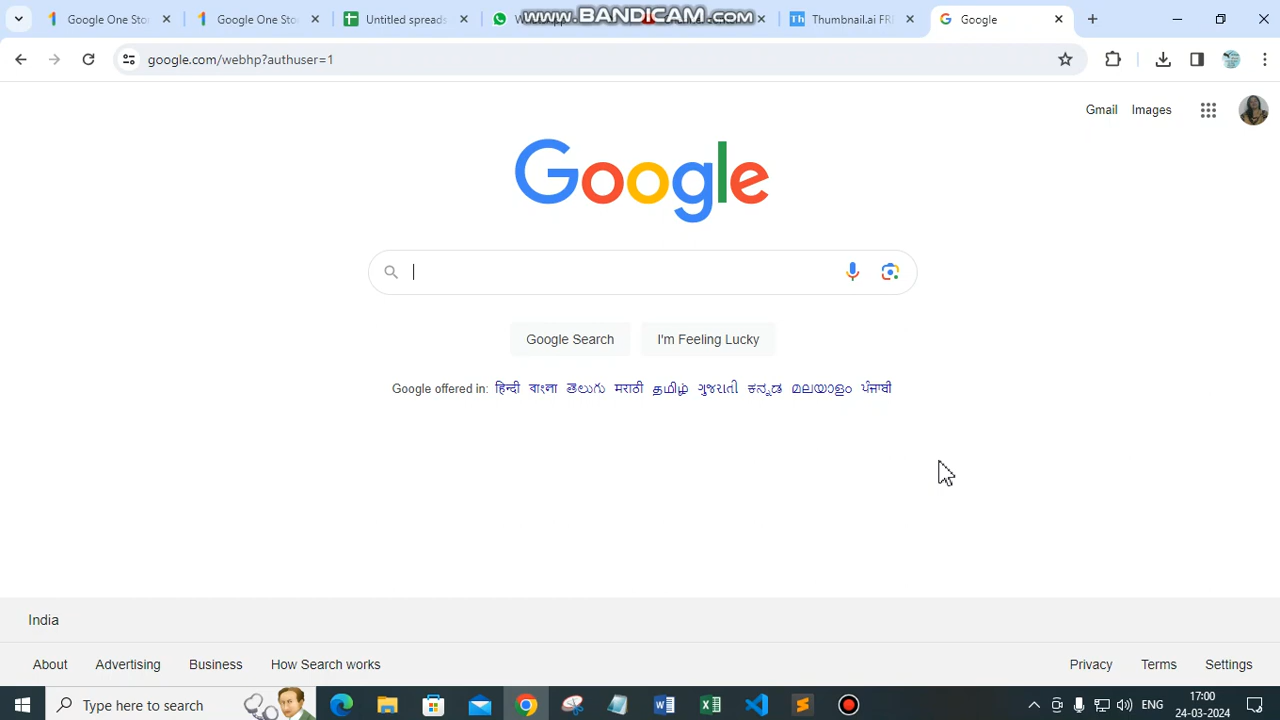 Google One Sto
Google One Sto
Untitled spreads
Thumbnail.ai FRE
Google
www.BANDICAM.com
google.com/webhp?authuser=1
Gmail
Images
Google
Google Search
I'm Feeling Lucky
Google offered in: हिन्दी বাংলা తెలుగు मराठी தமிழ் ગુજરાતી ಕನ್ನಡ മലയാളം ਪੰਜਾਬੀ
India
About
Advertising
Business
How Search works
Privacy
Terms
Settings
Type here to search
ENG
17:00
24-03-2024